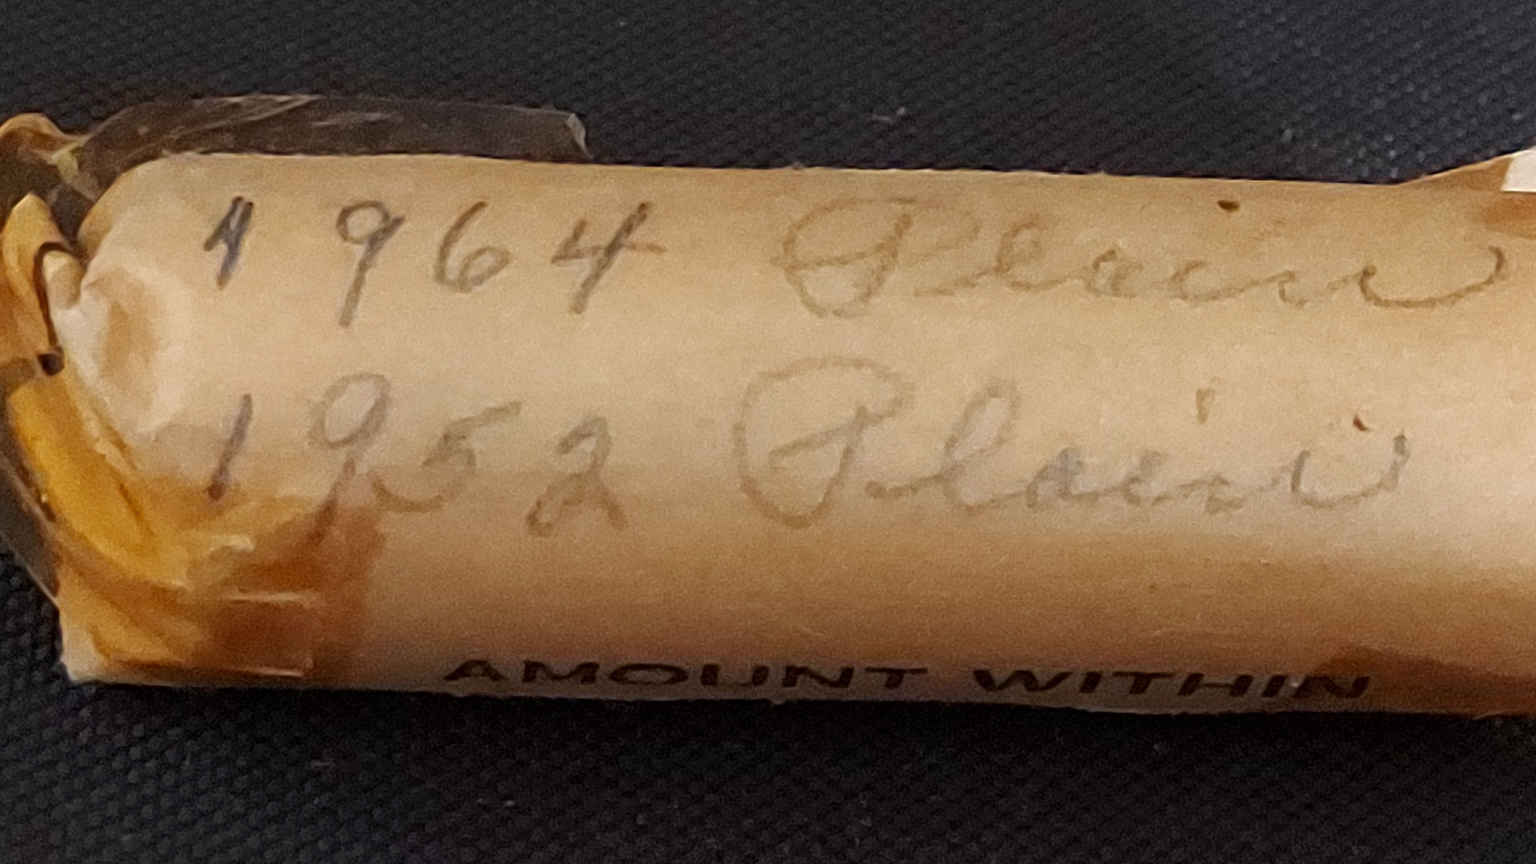 1964 Plain
1952 Plain
AMOUNT WITHIN